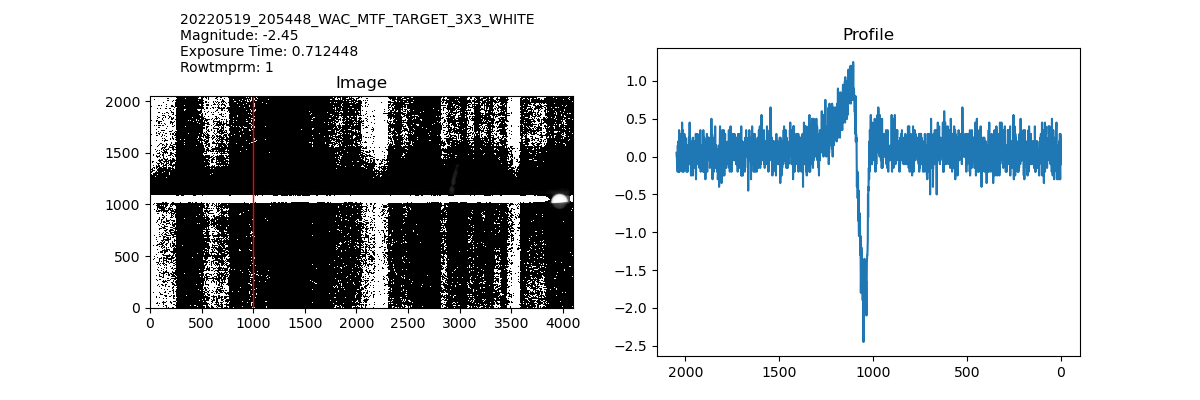 20220519_205448_WAC_MTF_TARGET_3X3_WHITE
Magnitude: -2.45
Exposure Time: 0.712448
Rowtmprm: 1
Image
2000
1500
1000
500
0
0 500 1000 1500 2000 2500 3000 3500 4000
Profile
1.0
0.5
0.0
−0.5
−1.0
−1.5
−2.0
−2.5
2000 1500 1000 500 0